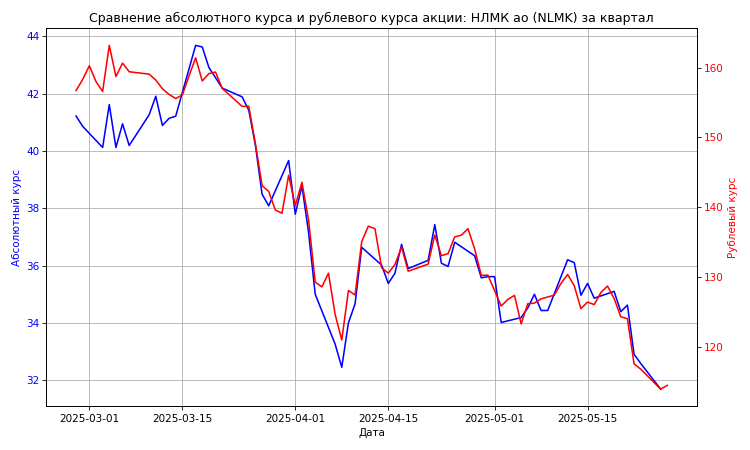 Сравнение абсолютного курса и рублевого курса акции: НЛМК ао (NLMK) за квартал
44
42
40
38
36
34
32
Абсолютный курс
160
150
140
130
120
Рублевый курс
2025-03-01 2025-03-15 2025-04-01 2025-04-15 2025-05-01 2025-05-15
Дата